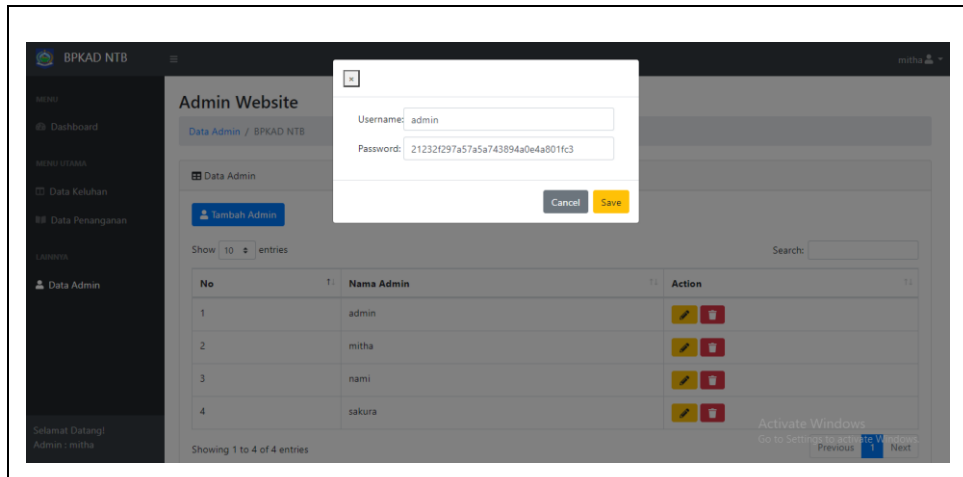 BPKAD NTB
mitha
×
MENU
Admin Website
Username: admin
Dashboard
Data Admin / BPKAD NTB
Password: 21232f297a57a5a743894a0e4a801fc3
MENU UTAMA
Data Admin
Data Keluhan
Cancel Save
Tambah Admin
Data Penanganan
Show 10 entries
Search:
LAINNYA
Data Admin
No Nama Admin Action
1 admin
2 mitha
3 nami
4 sakura
Selamat Datang!
Admin : mitha
Activate Windows
Go to Settings to activate Windows.
Showing 1 to 4 of 4 entries
Previous 1 Next